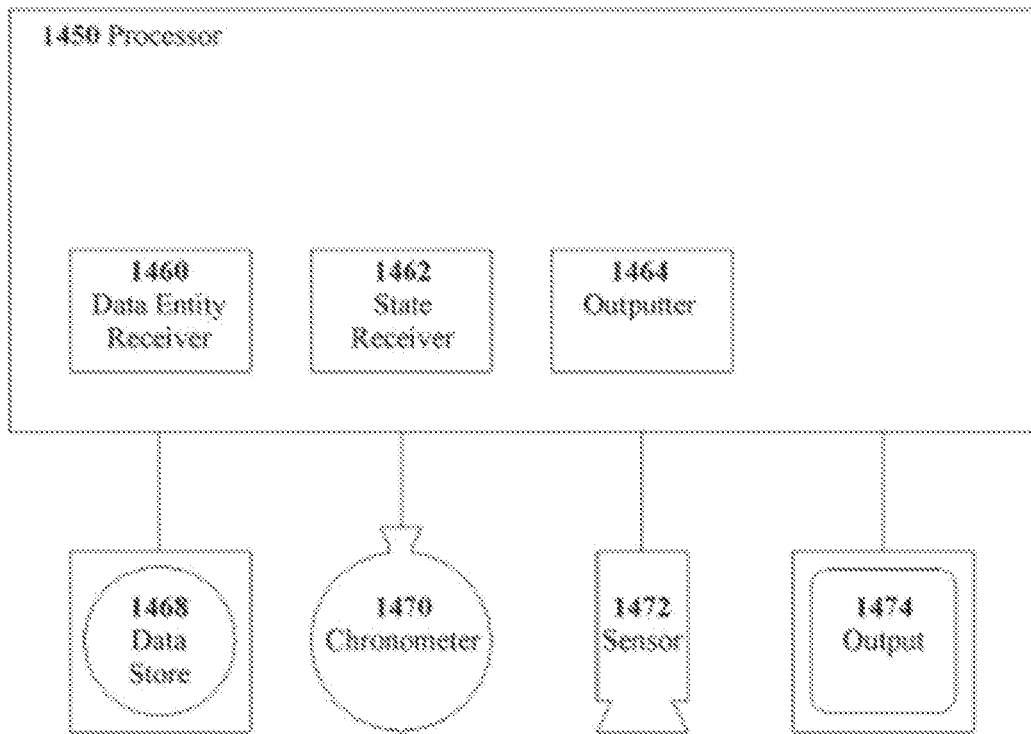 1450 Processor
1460
Data Entity
Receiver
1462
State
Receiver
1464
Outputter
1468
Data
Store
1470
Chronometer
1472
Sensor
1474
Output